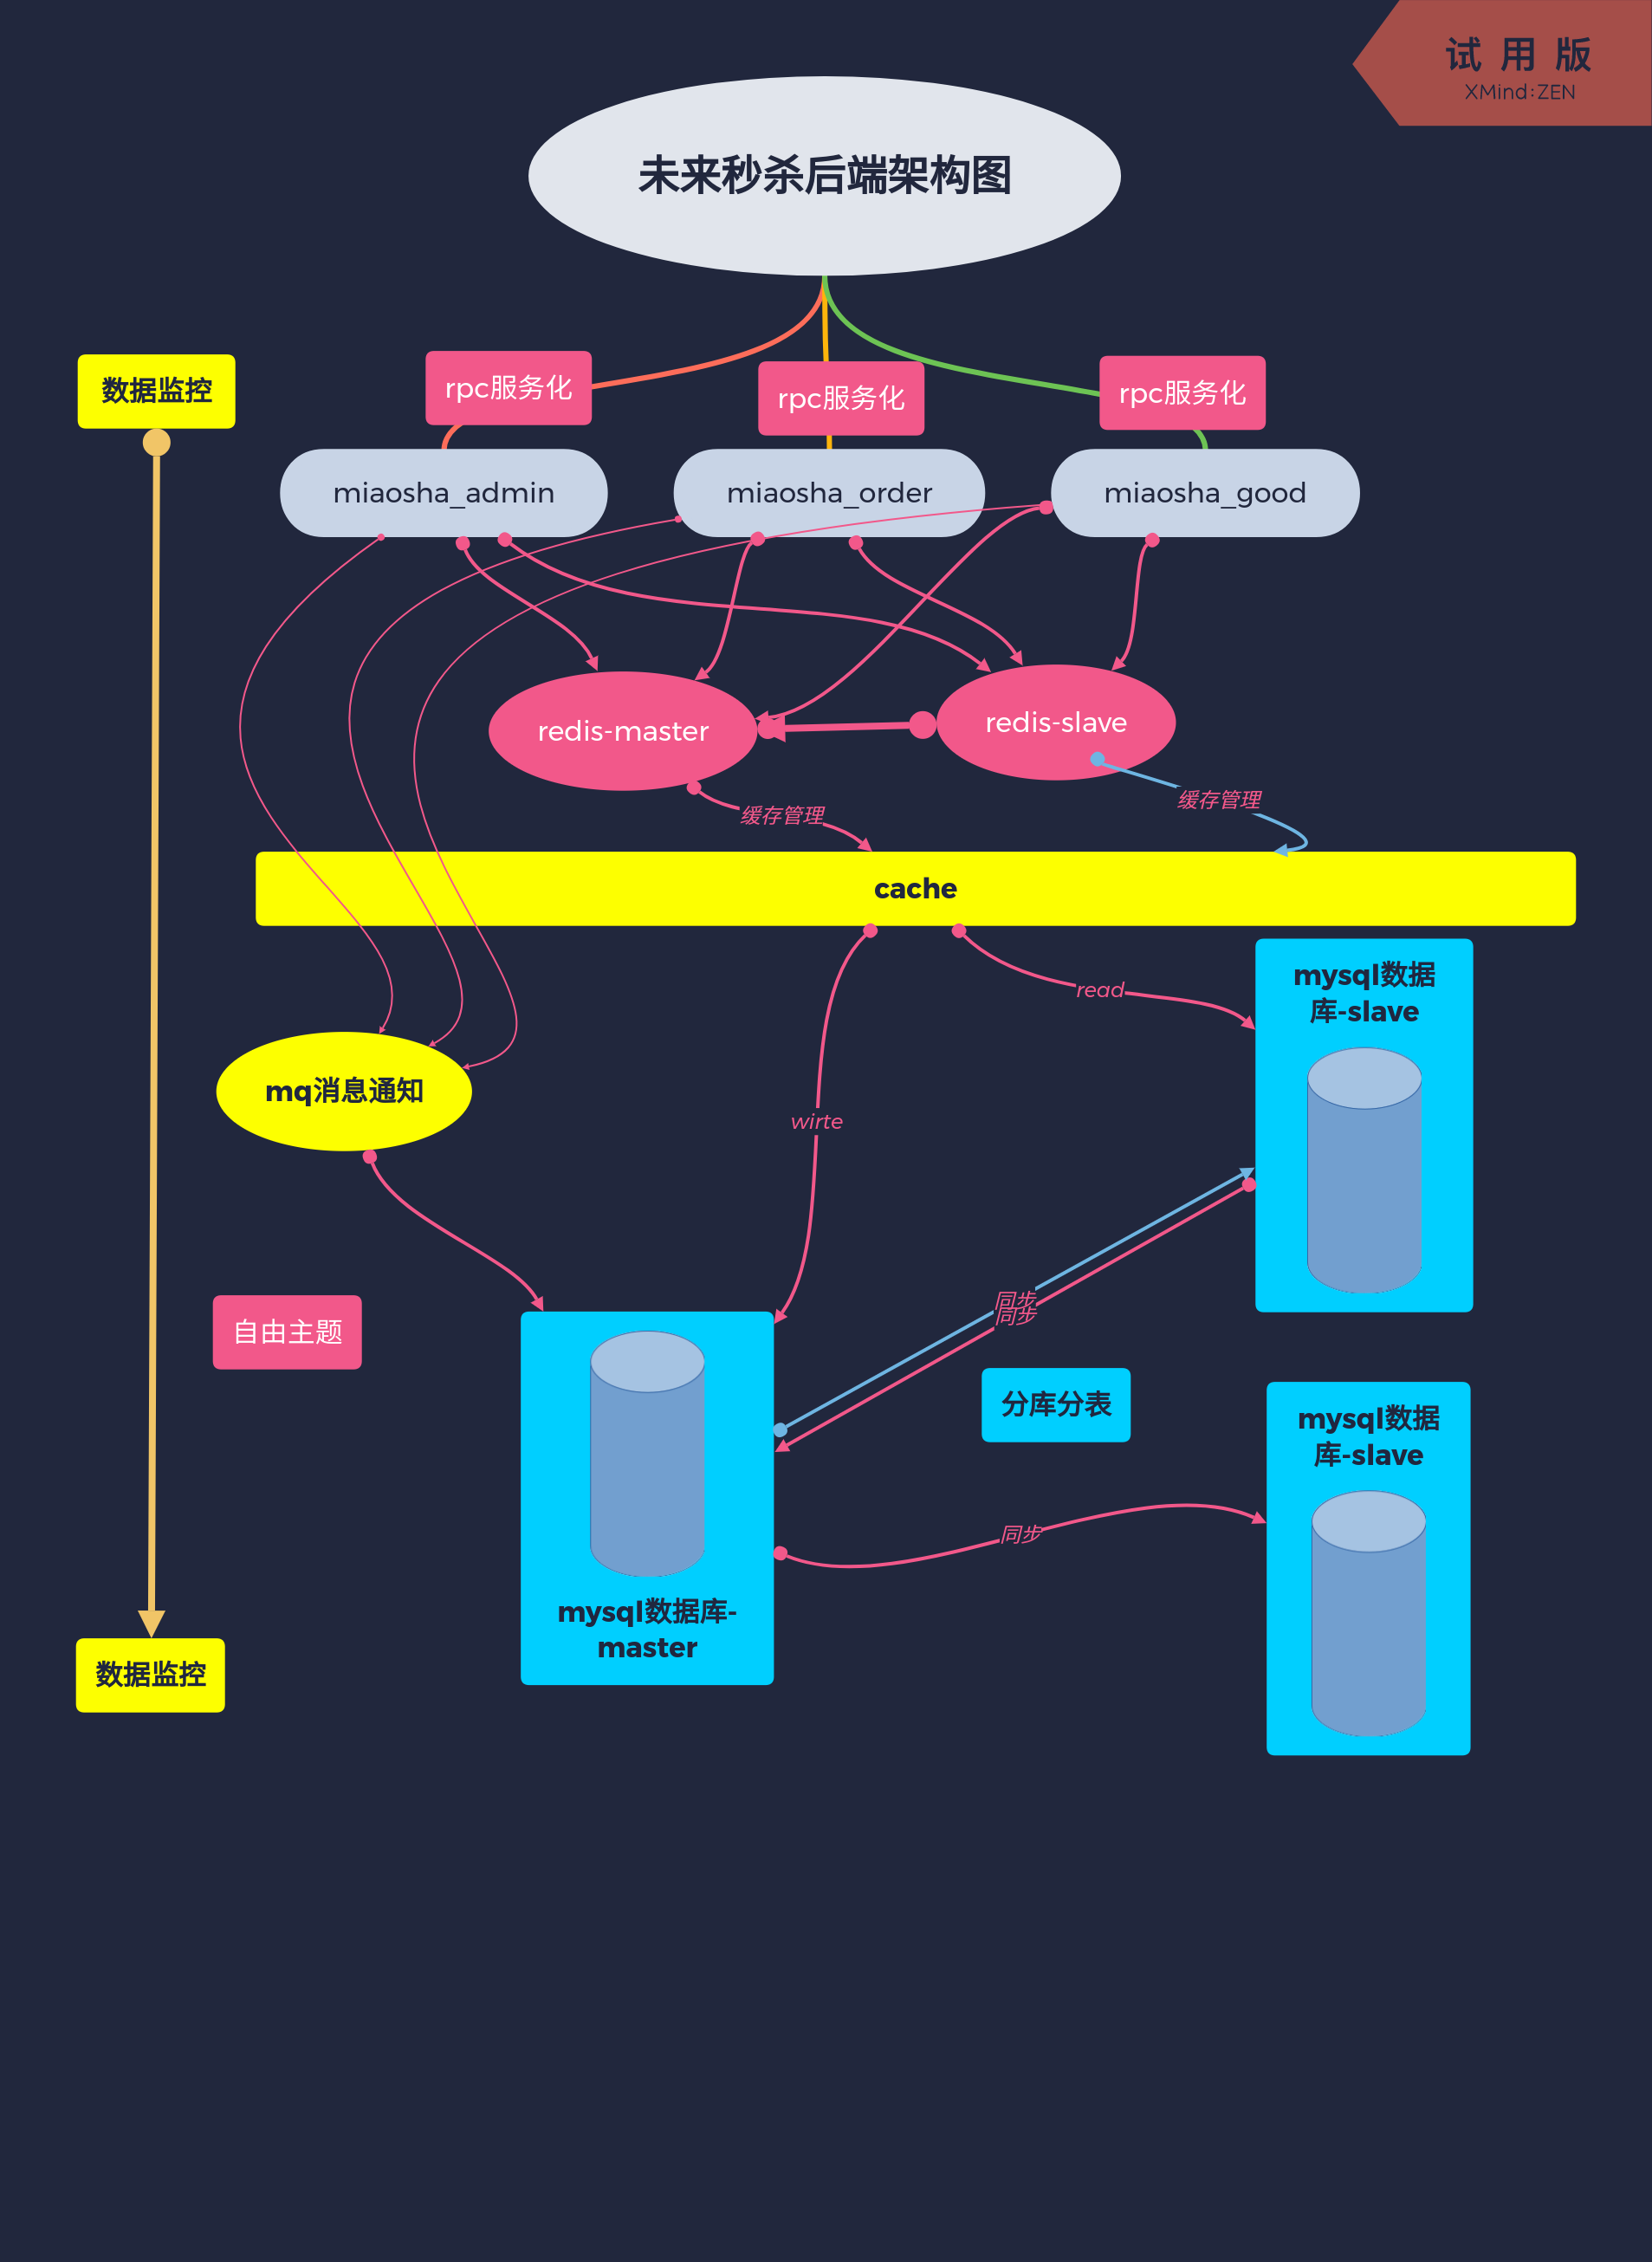 试 用 版
XMind:ZEN
未来秒杀后端架构图
数据监控
rpc服务化
rpc服务化
rpc服务化
miaosha_admin
miaosha_order
miaosha_good
redis-master
redis-slave
缓存管理
缓存管理
cache
mysql数据
库-slave
read
mq消息通知
wirte
同步
同步
自由主题
分库分表
mysql数据
库-slave
同步
mysql数据库-
master
数据监控